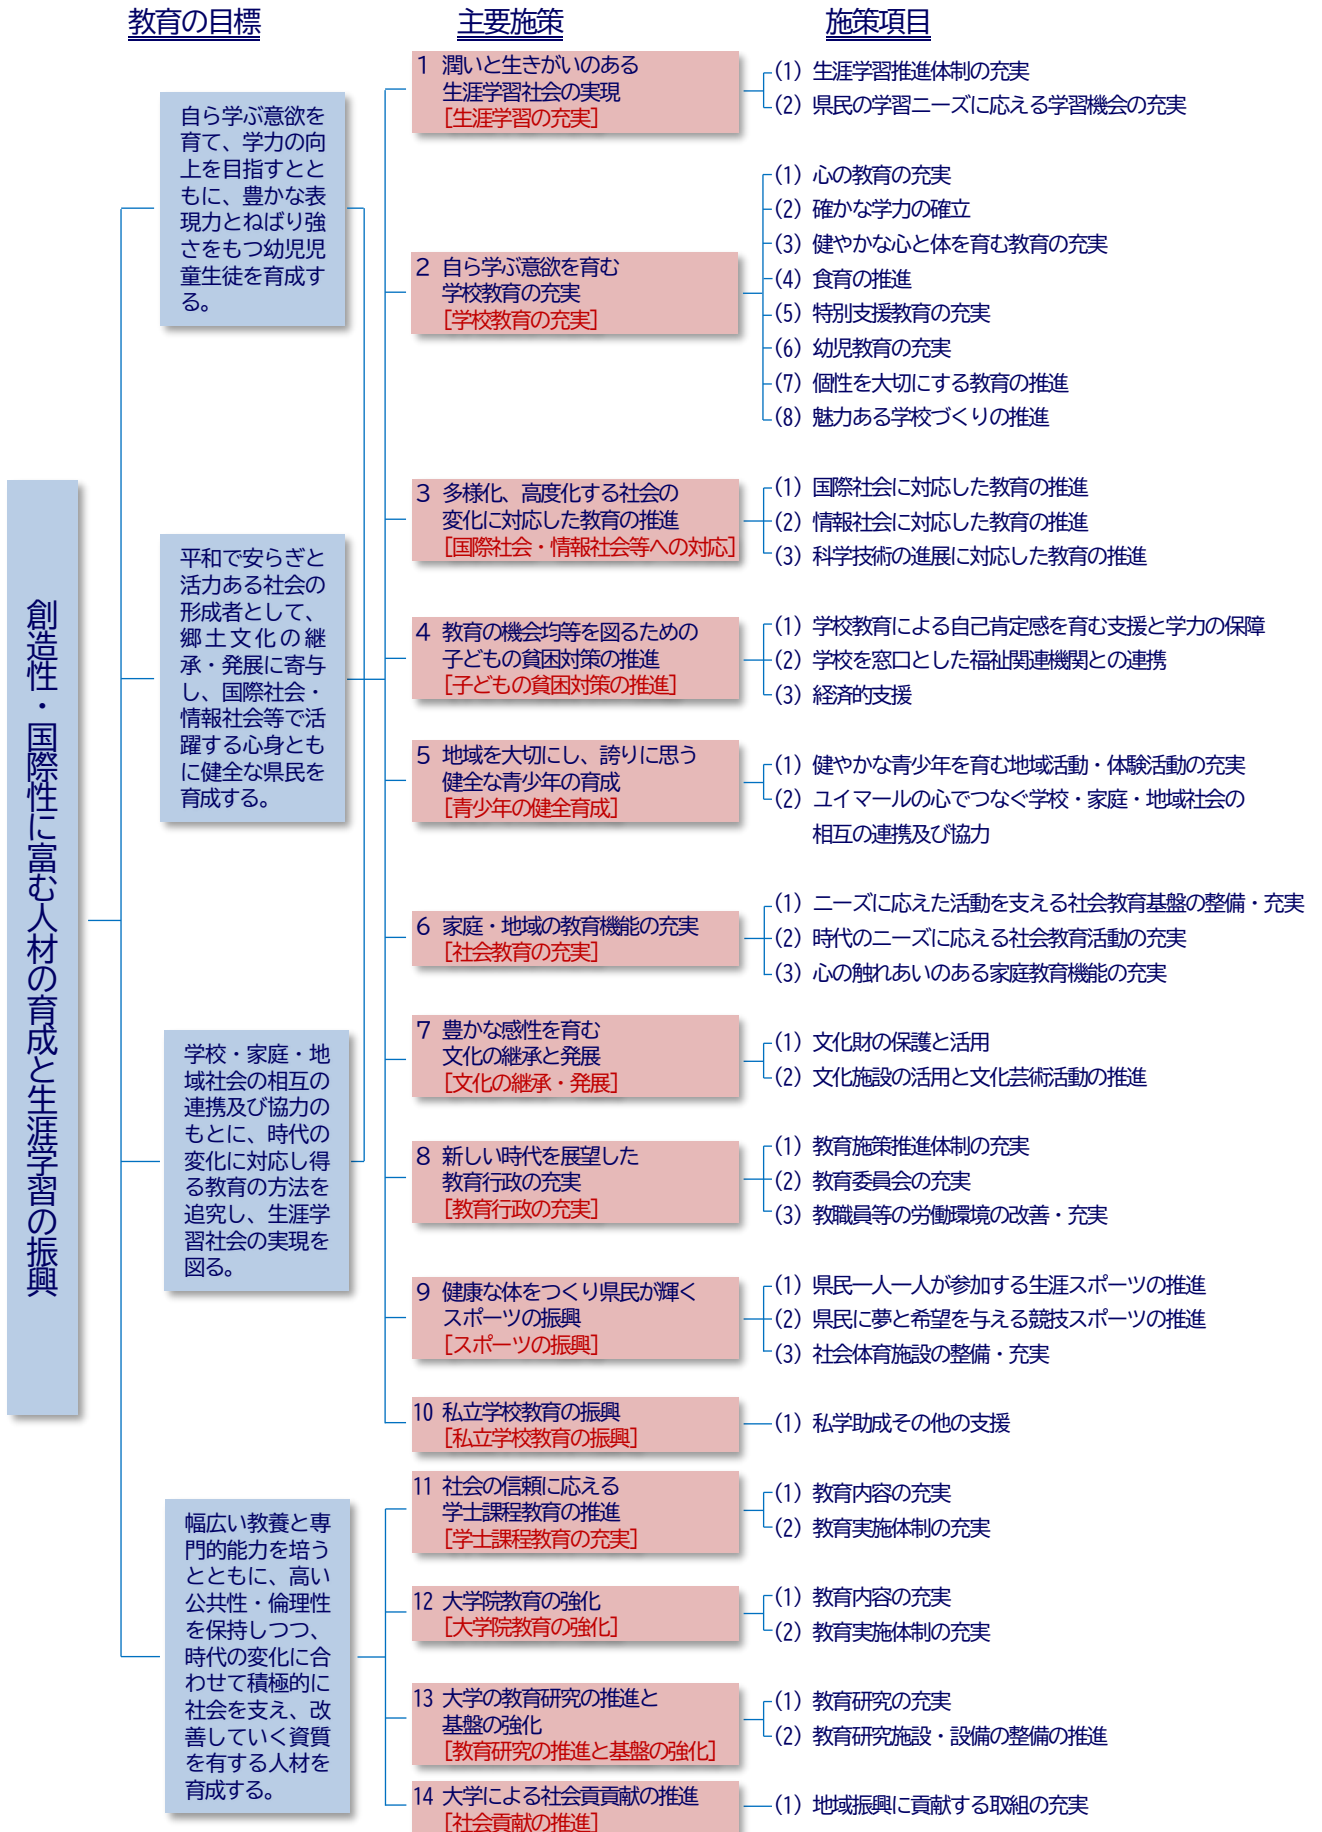 教育の目標
主要施策
施策項目
創造性・国際性に富む人材の育成と生涯学習の振興
自ら学ぶ意欲を
育て、学力の向
上を目指すとと
もに、豊かな表
現力とねばり強
さをもつ幼児児
童生徒を育成す
る。
平和で安らぎと
活力ある社会の
形成者として、
郷土文化の継
承・発展に寄与
し、国際社会・
情報社会等で活
躍する心身とも
に健全な県民を
育成する。
学校・家庭・地
域社会の相互の
連携及び協力の
もとに、時代の
変化に対応し得
る教育の方法を
追究し、生涯学
習社会の実現を
図る。
幅広い教養と専
門的能力を培う
とともに、高い
公共性・倫理性
を保持しつつ、
時代の変化に合
わせて積極的に
社会を支え、改
善していく資質
を有する人材を
育成する。
1 潤いと生きがいのある
生涯学習社会の実現
[生涯学習の充実]
(1) 生涯学習推進体制の充実
(2) 県民の学習ニーズに応える学習機会の充実
2 自ら学ぶ意欲を育む
学校教育の充実
[学校教育の充実]
(1) 心の教育の充実
(2) 確かな学力の確立
(3) 健やかな心と体を育む教育の充実
(4) 食育の推進
(5) 特別支援教育の充実
(6) 幼児教育の充実
(7) 個性を大切にする教育の推進
(8) 魅力ある学校づくりの推進
3 多様化、高度化する社会の
変化に対応した教育の推進
[国際社会・情報社会等への対応]
(1) 国際社会に対応した教育の推進
(2) 情報社会に対応した教育の推進
(3) 科学技術の進展に対応した教育の推進
4 教育の機会均等を図るための
子どもの貧困対策の推進
[子どもの貧困対策の推進]
(1) 学校教育による自己肯定感を育む支援と学力の保障
(2) 学校を窓口とした福祉関連機関との連携
(3) 経済的支援
5 地域を大切にし、誇りに思う
健全な青少年の育成
[青少年の健全育成]
(1) 健やかな青少年を育む地域活動・体験活動の充実
(2) ユイマールの心でつなぐ学校・家庭・地域社会の
相互の連携及び協力
6 家庭・地域の教育機能の充実
[社会教育の充実]
(1) ニーズに応えた活動を支える社会教育基盤の整備・充実
(2) 時代のニーズに応える社会教育活動の充実
(3) 心の触れあいのある家庭教育機能の充実
7 豊かな感性を育む
文化の継承と発展
[文化の継承・発展]
(1) 文化財の保護と活用
(2) 文化施設の活用と文化芸術活動の推進
8 新しい時代を展望した
教育行政の充実
[教育行政の充実]
(1) 教育施策推進体制の充実
(2) 教育委員会の充実
(3) 教職員等の労働環境の改善・充実
9 健康な体をつくり県民が輝く
スポーツの振興
[スポーツの振興]
(1) 県民一人一人が参加する生涯スポーツの推進
(2) 県民に夢と希望を与える競技スポーツの推進
(3) 社会体育施設の整備・充実
10 私立学校教育の振興
[私立学校教育の振興]
(1) 私学助成その他の支援
11 社会の信頼に応える
学士課程教育の推進
[学士課程教育の充実]
(1) 教育内容の充実
(2) 教育実施体制の充実
12 大学院教育の強化
[大学院教育の強化]
(1) 教育内容の充実
(2) 教育実施体制の充実
13 大学の教育研究の推進と
基盤の強化
[教育研究の推進と基盤の強化]
(1) 教育研究の充実
(2) 教育研究施設・設備の整備の推進
14 大学による社会貢貢献の推進
[社会貢献の推進]
(1) 地域振興に貢献する取組の充実